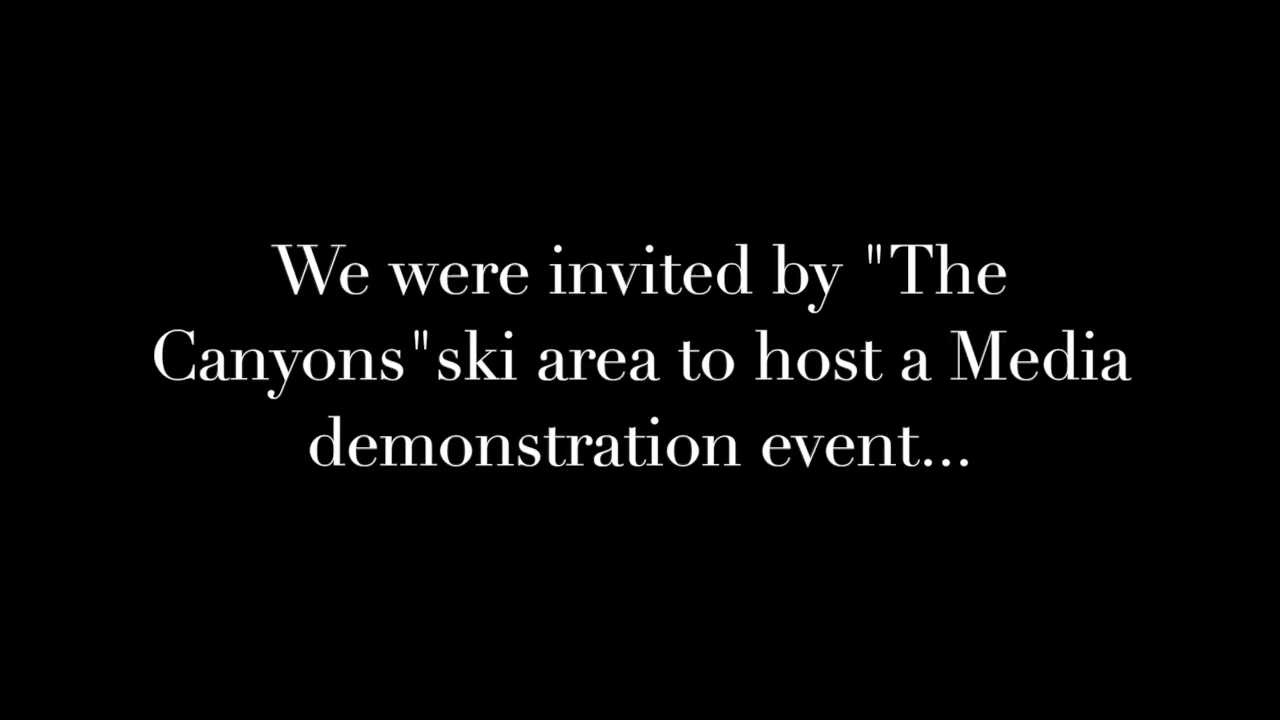 We were invited by "The
Canyons"ski area to host a Media
demonstration event...